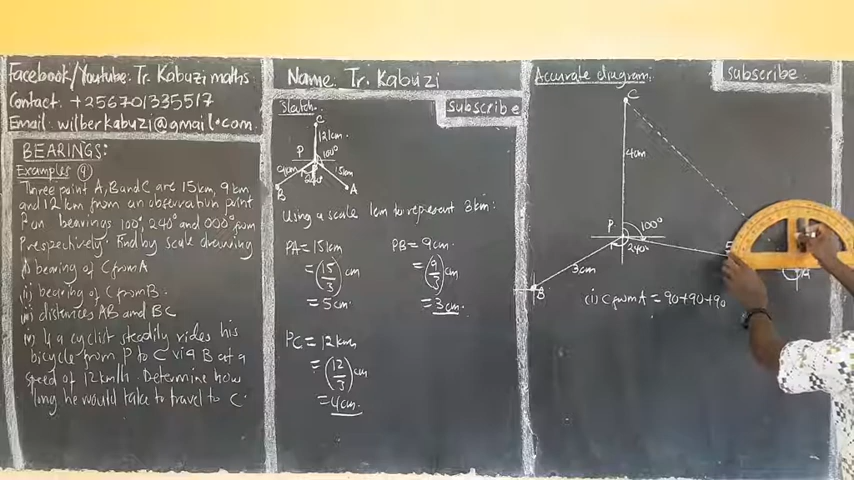 Facebook/Youtube: Tr. Kabuzi maths.
Contact: +256701335517
Email: wilberkabuzi@gmail.com.
BEARINGS:
Examples 4
Three point A, B and C are 15km, 9km
and 12km from an observation point
P on bearings 100°, 240° and 000° from
P respectively. Find by scale drawing
i) bearing of C from A
ii) bearing of C from B.
iii) distances AB and BC
iv) If a cyclist steadily rides his
bicycle from P to C via B at a
speed of 12km/h. Determine how
long he would take to travel to C.
Name: Tr. Kabuzi
Sketch.
subscribe
C
12km.
P
100°
9km
15km
240°
B
A
Using a scale 1cm to represent 3km:
PA = 15km
= (15/3) cm
= 5cm
PB = 9cm.
= (9/3) cm
= 3cm.
PC = 12km
= (12/3) cm
= 4cm.
Accurate diagram:
subscribe
C
4cm
P
100°
240°
3cm
B
(i) C from A = 90+90+90